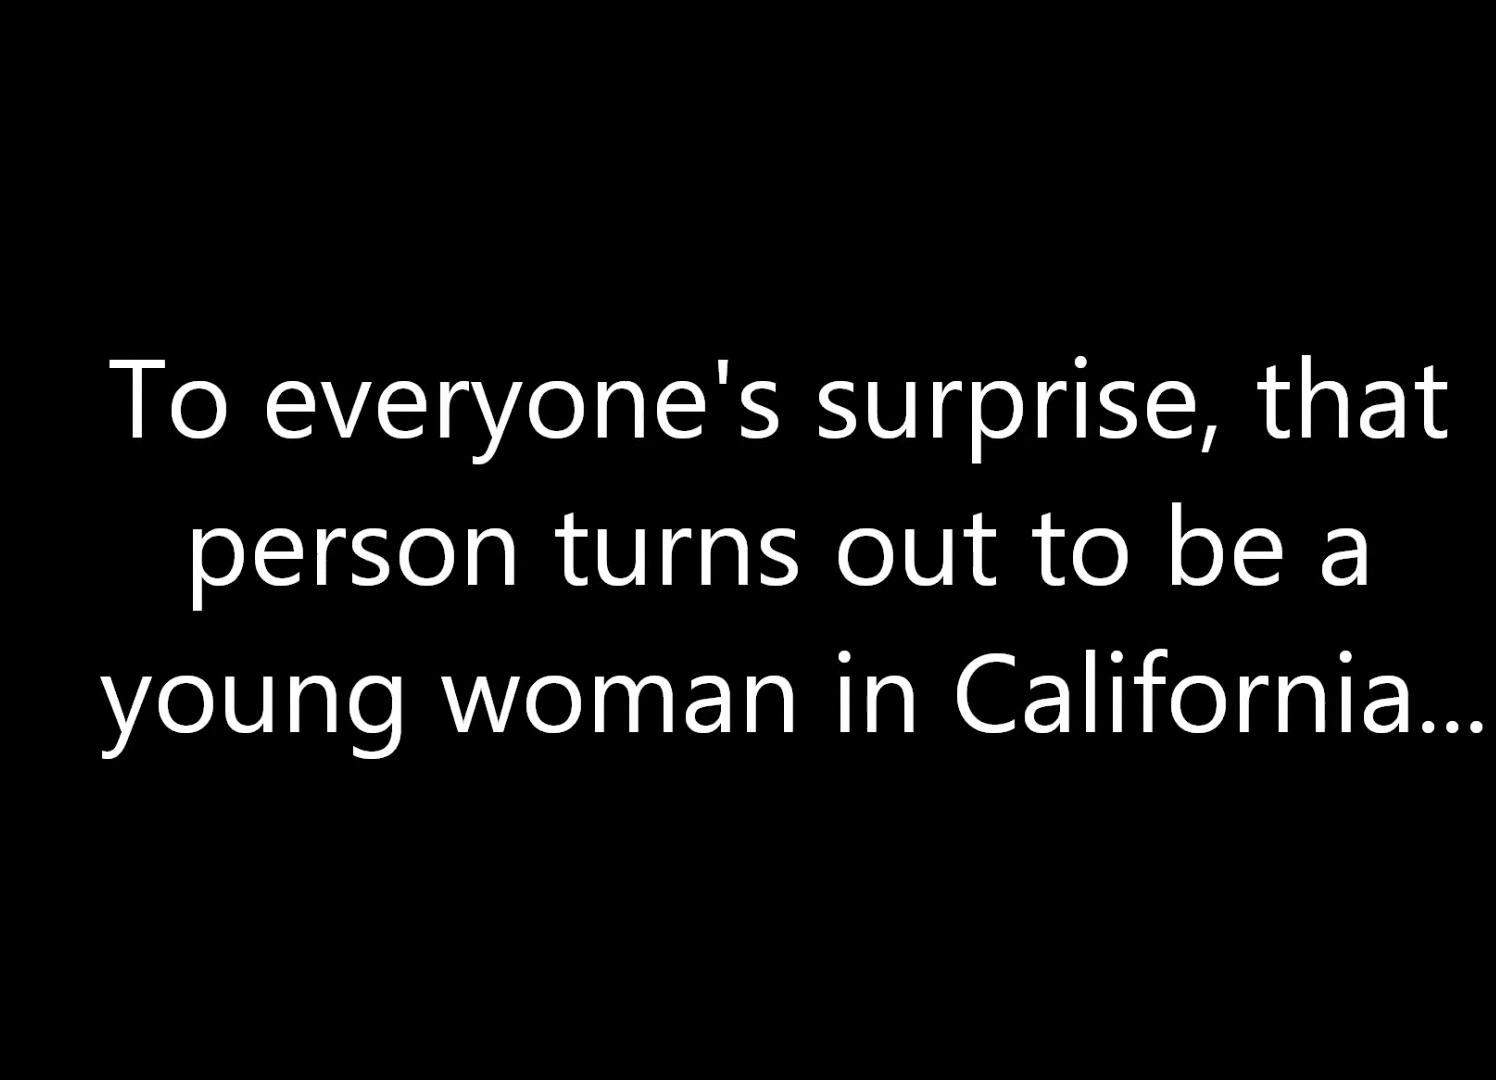 To everyone's surprise, that
person turns out to be a
young woman in California...